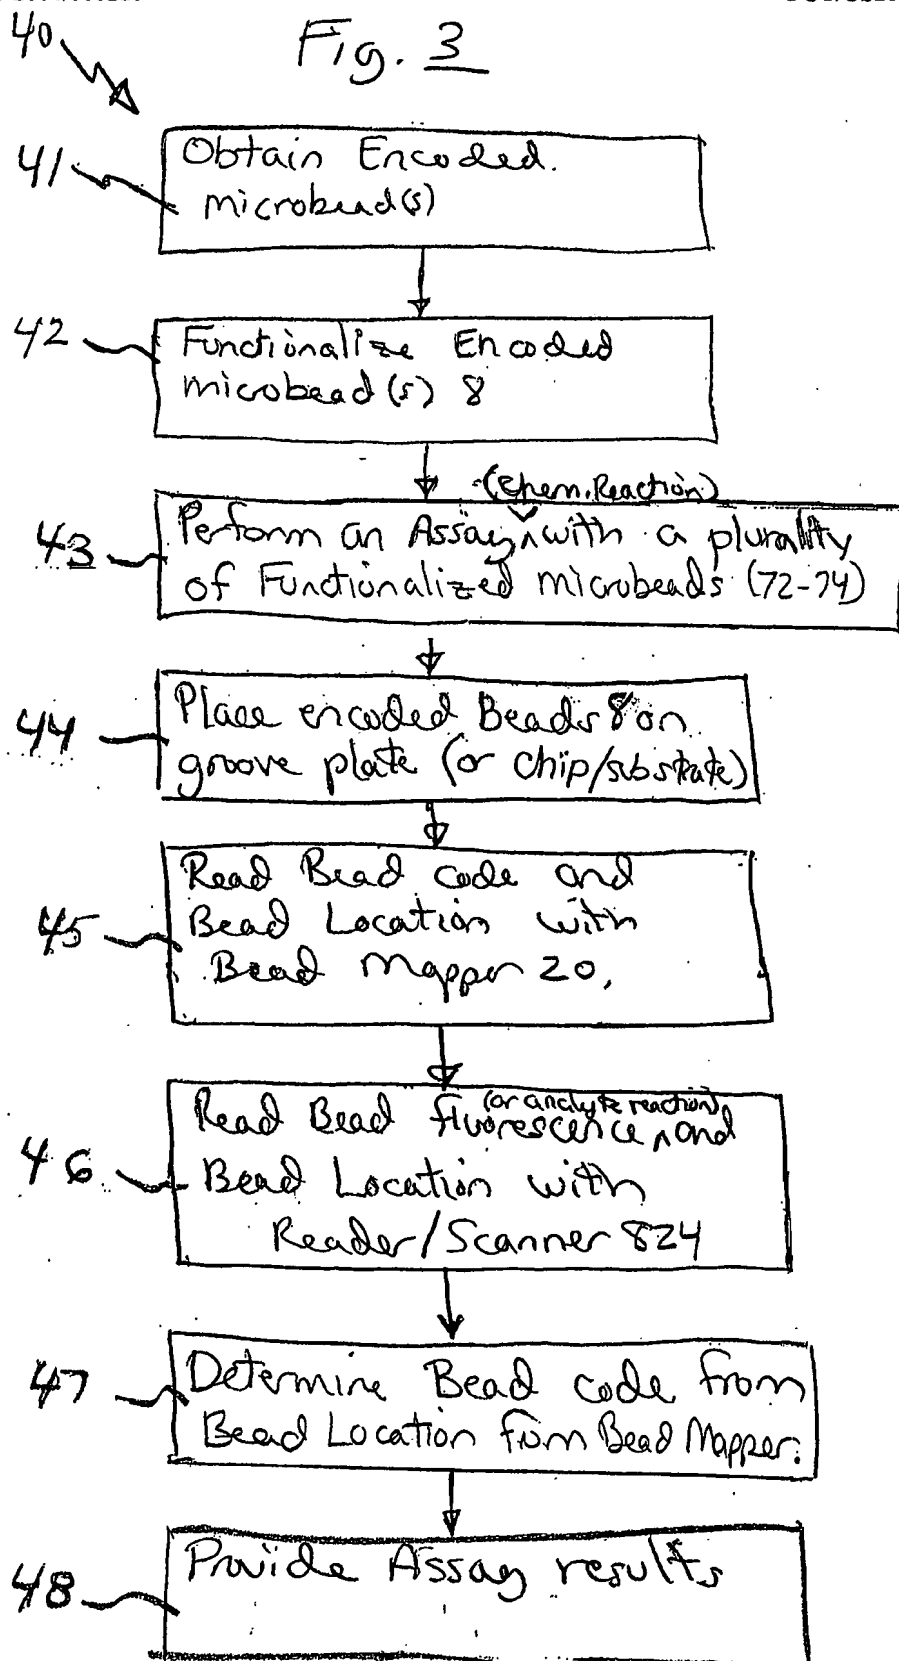 40
Fig. 3
41
Obtain Encoded.
microbead(s)
42
Functionalize Encoded
microbead(s) 8
(Chem. Reaction)
43
Perform an Assay ^ with a plurality
of Functionalized microbeads (72-74)
44
Place encoded Beads 8 on
groove plate (or chip/substrate)
45
Read Bead code and
Bead Location with
Bead Mapper 20,
(or analyte reaction)
46
Read Bead fluorescence ^ and
Bead Location with
Reader/Scanner 824
47
Determine Bead code from
Bead Location from Bead Mapper.
48
Provide Assay results